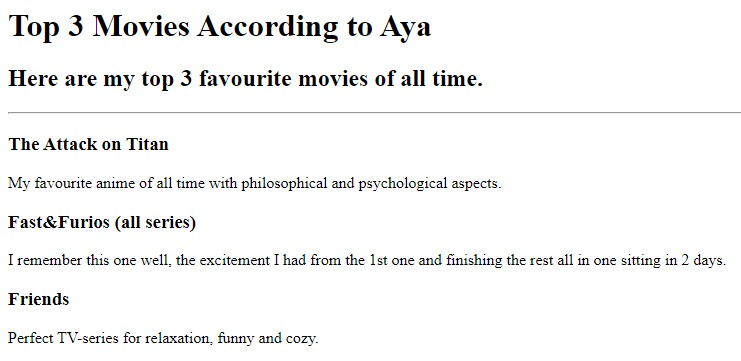 Top 3 Movies According to Aya
Here are my top 3 favourite movies of all time.
The Attack on Titan
My favourite anime of all time with philosophical and psychological aspects.
Fast&Furios (all series)
I remember this one well, the excitement I had from the 1st one and finishing the rest all in one sitting in 2 days.
Friends
Perfect TV-series for relaxation, funny and cozy.